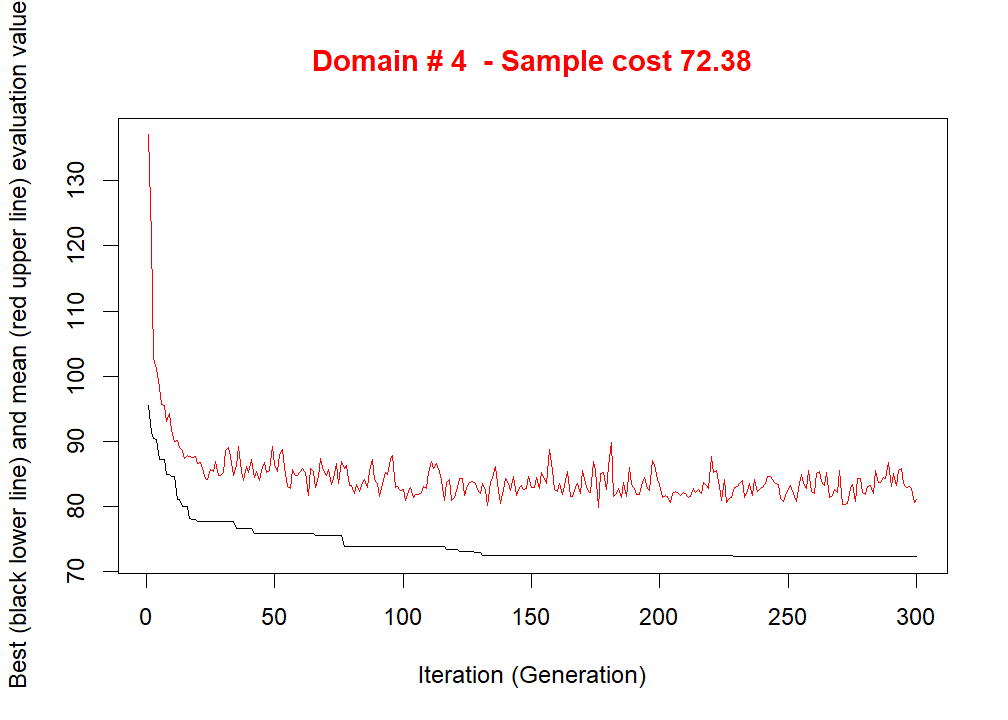 Domain # 4  - Sample cost 72.38
Best (black lower line) and mean (red upper line) evaluation value
130
120
110
100
90
80
70
0 50 100 150 200 250 300
Iteration (Generation)